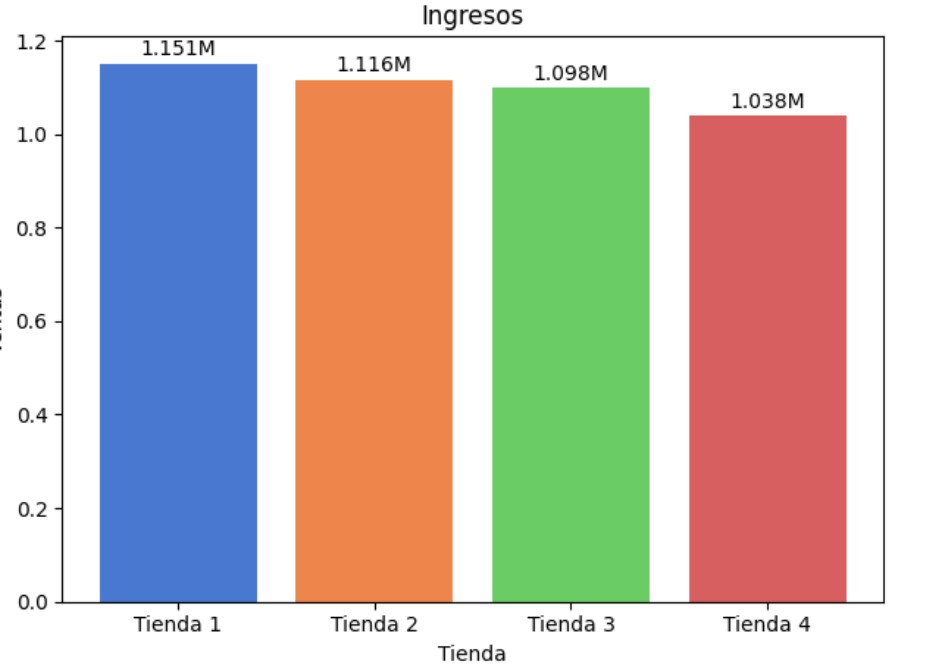 Ingresos
1.2
1.151M
1.116M
1.098M
1.038M
1.0
0.8
0.6
0.4
0.2
0.0
Tienda 1
Tienda 2
Tienda 3
Tienda 4
Tienda